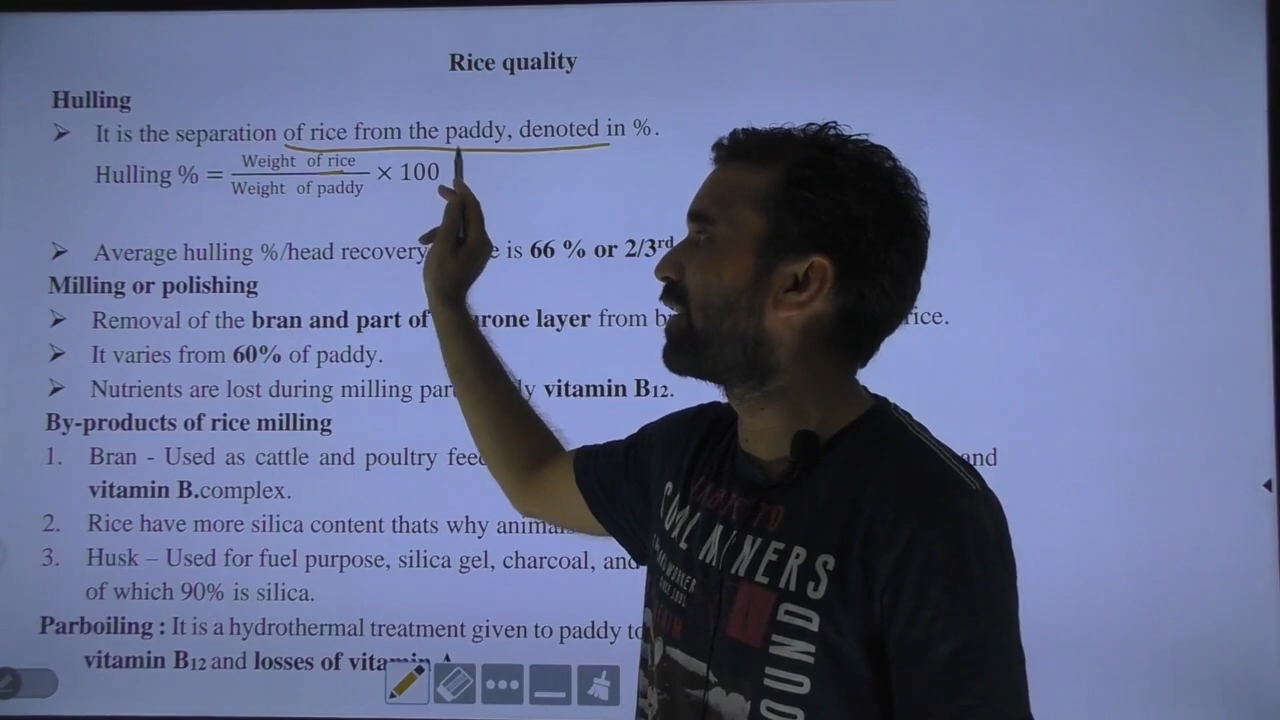 Rice quality
Hulling
➢ It is the separation of rice from the paddy, denoted in %.
Hulling % = Weight of rice / Weight of paddy × 100
➢ Average hulling %/head recovery is 66 % or 2/3rd
Milling or polishing
➢ Removal of the bran and part of layer from rice.
➢ It varies from 60% of paddy.
➢ Nutrients are lost during milling vitamin B12.
By-products of rice milling
1. Bran - Used as cattle and poultry and
vitamin B.complex.
2. Rice have more silica content thats why
3. Husk – Used for fuel purpose, silica gel, charcoal, and
of which 90% is silica.
Parboiling : It is a hydrothermal treatment given to paddy to
vitamin B12 and losses of
COAL MINERS